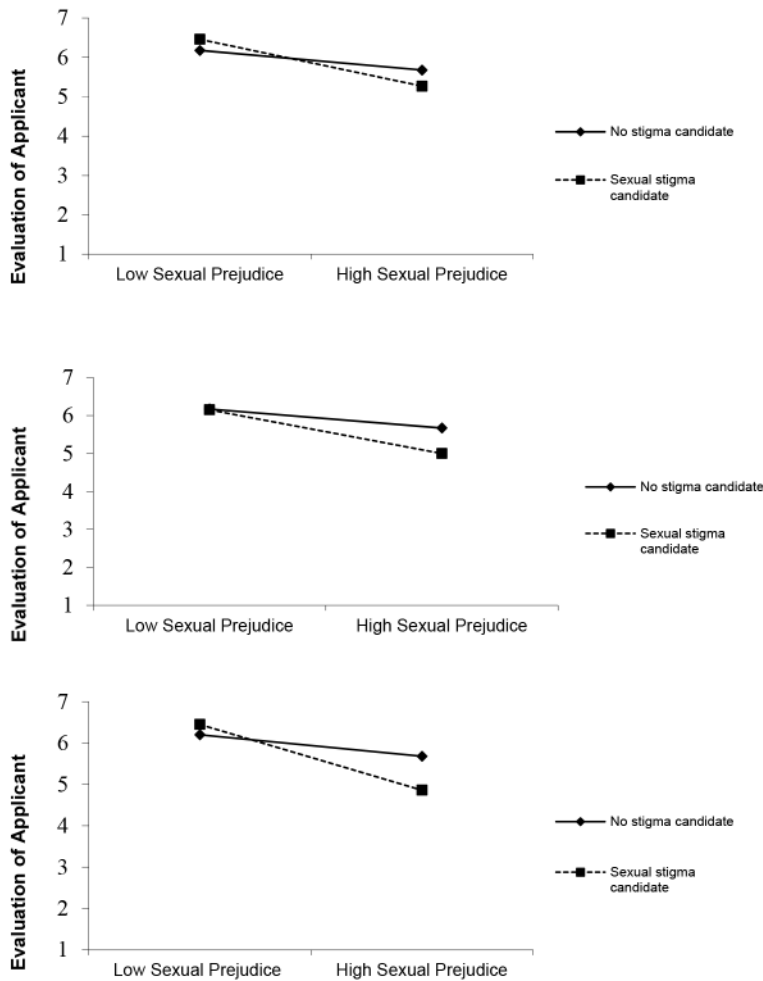 Evaluation of Applicant
7
6
5
4
3
2
1
Low Sexual Prejudice High Sexual Prejudice
No stigma candidate
Sexual stigma
candidate
Evaluation of Applicant
7
6
5
4
3
2
1
Low Sexual Prejudice High Sexual Prejudice
No stigma candidate
Sexual stigma
candidate
Evaluation of Applicant
7
6
5
4
3
2
1
Low Sexual Prejudice High Sexual Prejudice
No stigma candidate
Sexual stigma
candidate